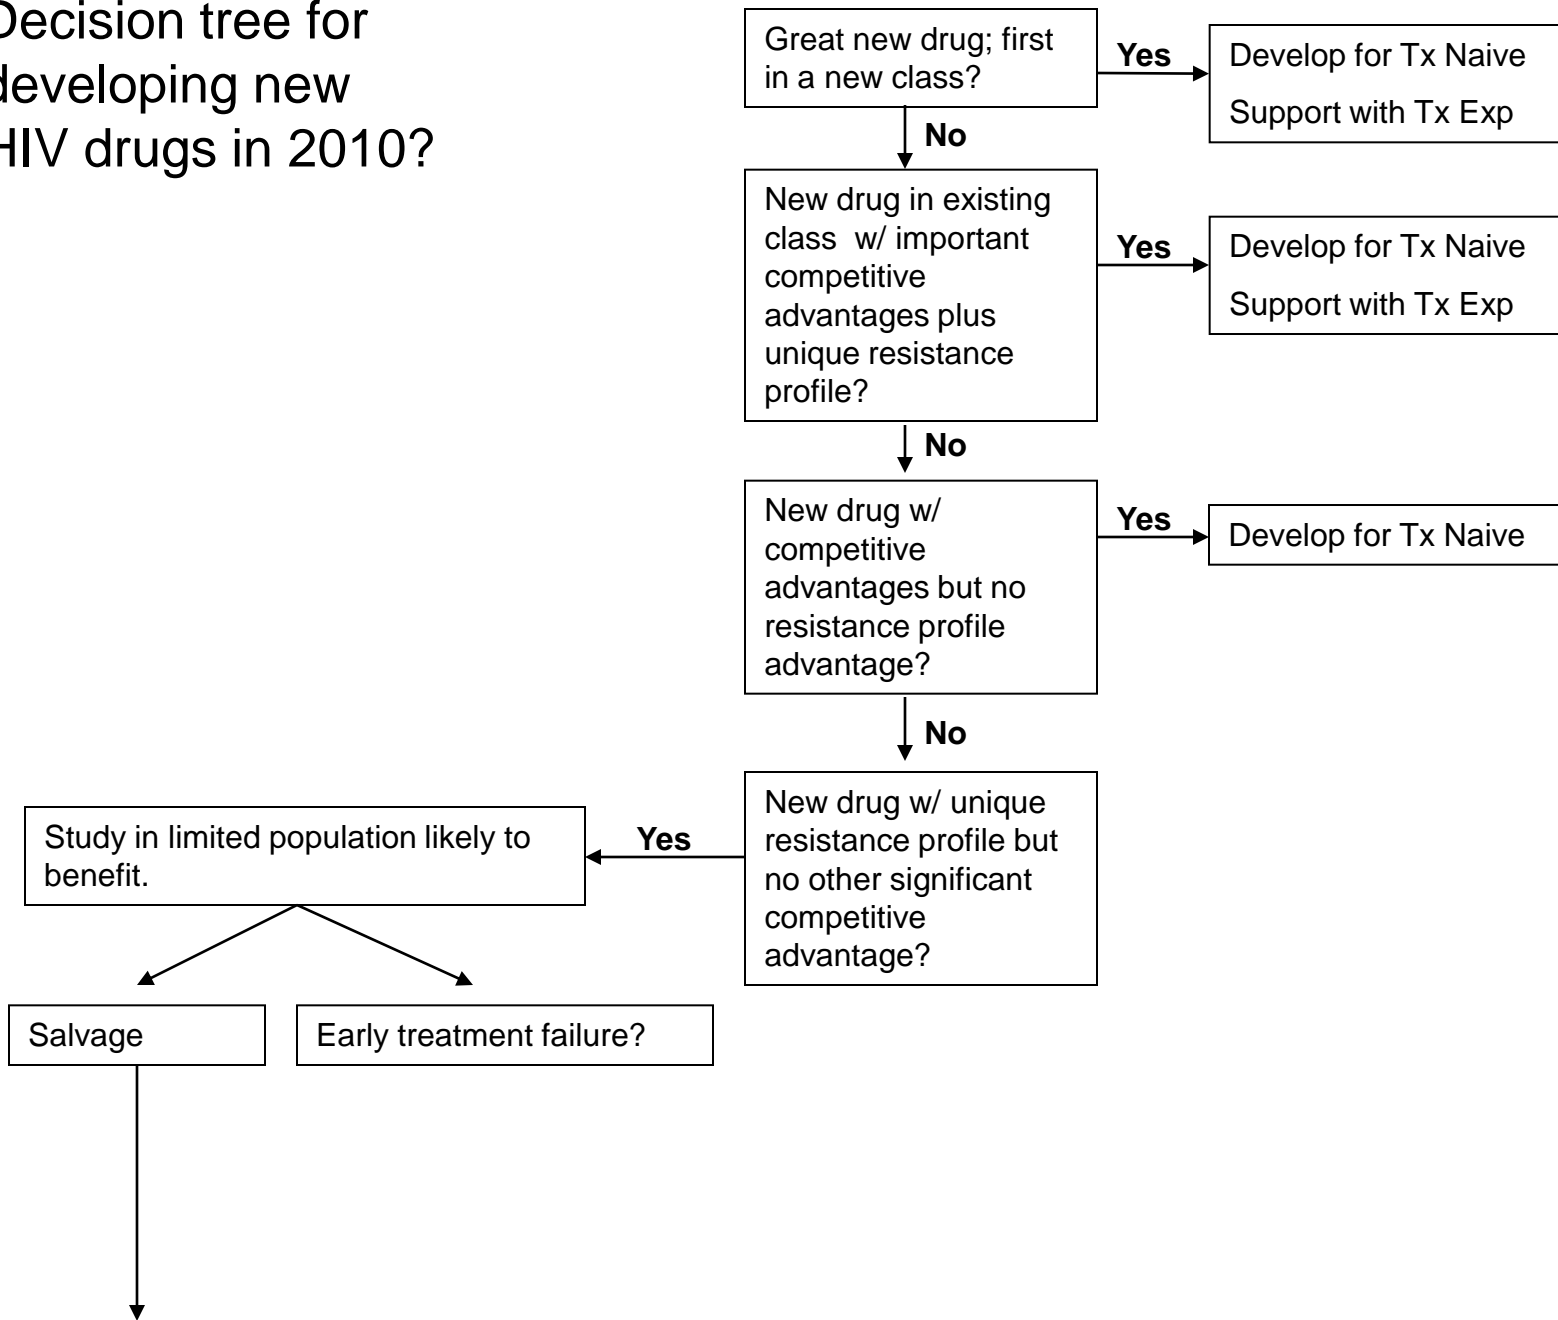 Decision tree for
developing new
HIV drugs in 2010?
Great new drug; first
in a new class?
Yes
Develop for Tx Naive
Support with Tx Exp
No
New drug in existing
class w/ important
competitive
advantages plus
unique resistance
profile?
Yes
Develop for Tx Naive
Support with Tx Exp
No
New drug w/
competitive
advantages but no
resistance profile
advantage?
Yes
Develop for Tx Naive
No
New drug w/ unique
resistance profile but
no other significant
competitive
advantage?
Yes
Study in limited population likely to
benefit.
Salvage
Early treatment failure?